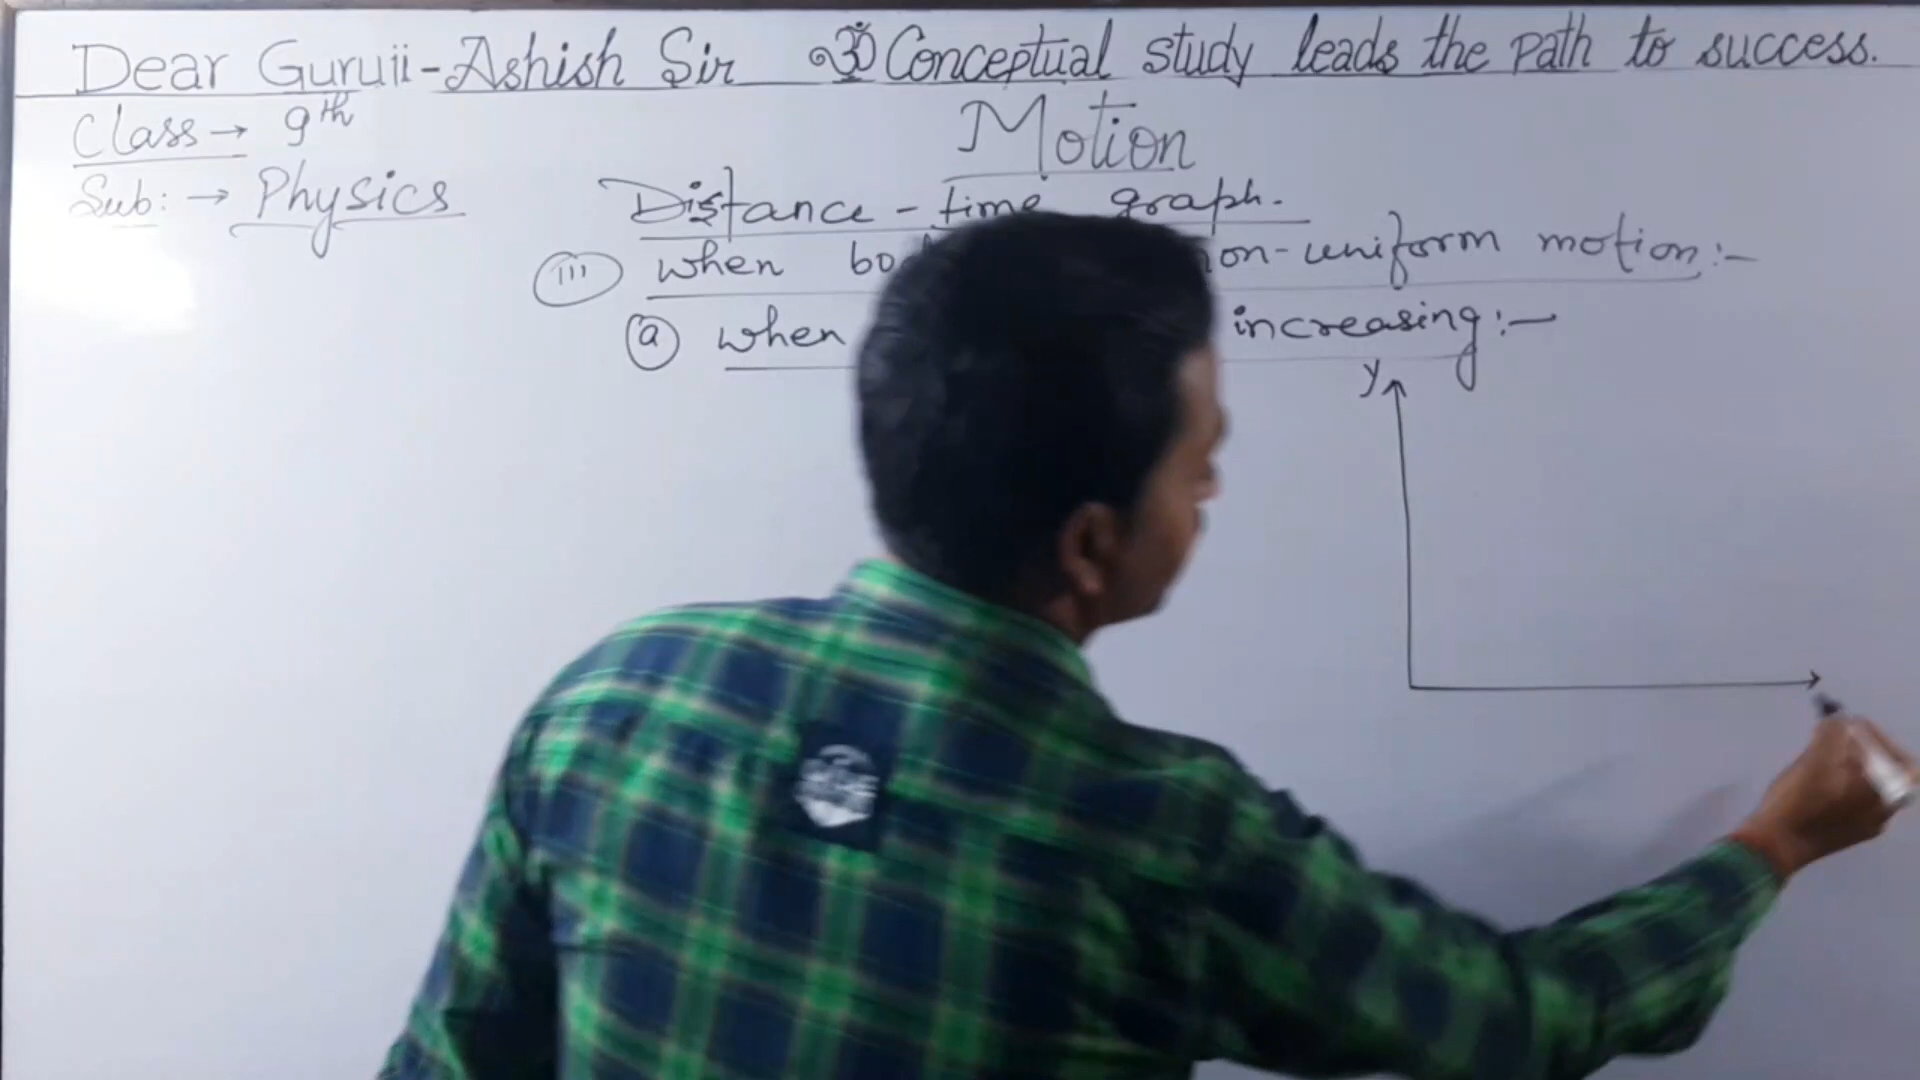 Dear Guruji-Ashish Sir ॐ Conceptual study leads the path to success.
Class → 9th
Motion
Sub: → Physics
Distance - time graph.
(iii) when on-uniform motion:-
(a) when increasing:-
y